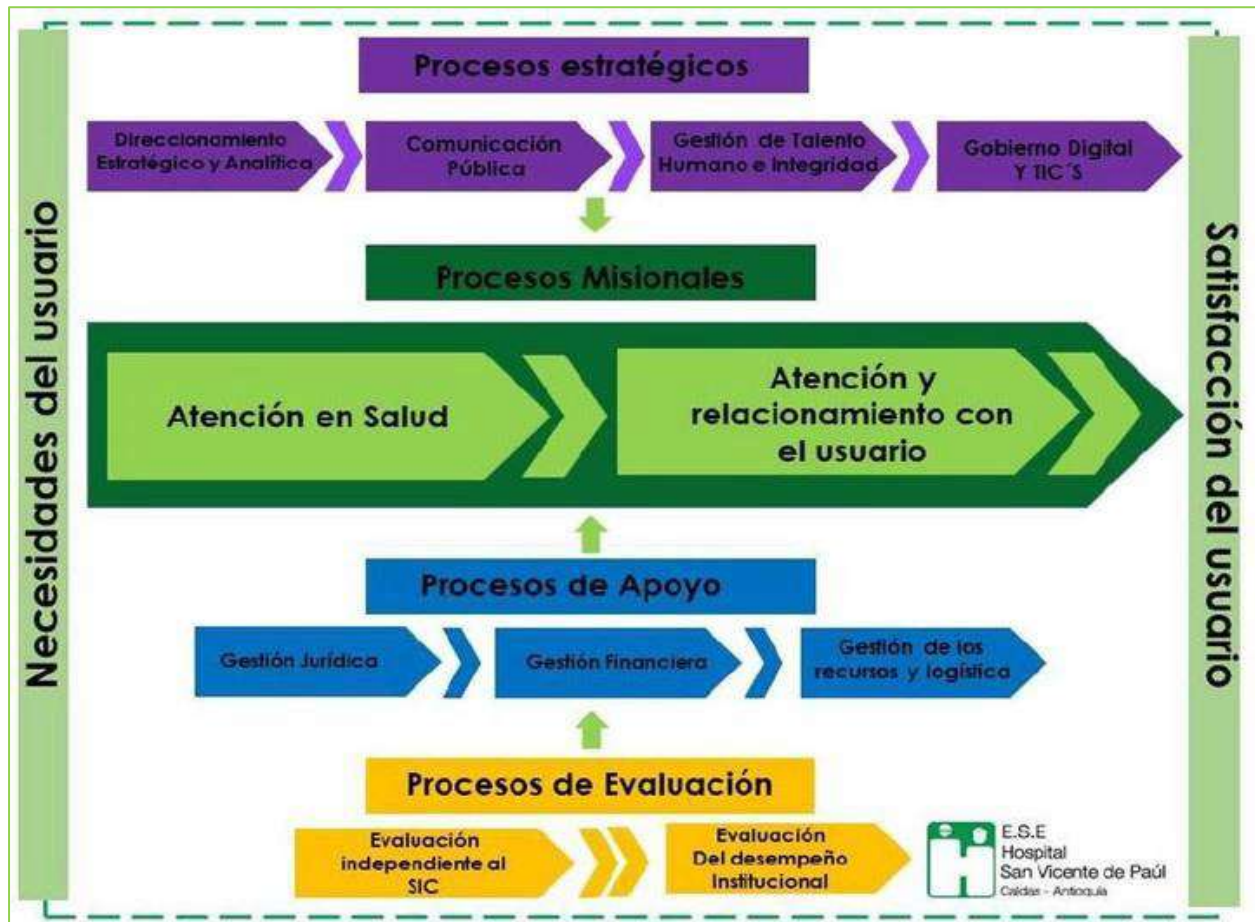 Necesidades del usuario
Procesos estratégicos
Direccionamiento
Estratégico y Analítica
Comunicación
Pública
Gestión de Talento
Humano e Integridad
Gobierno Digital
Y TIC´S
Procesos Misionales
Atención en Salud
Atención y
relacionamiento con
el usuario
Procesos de Apoyo
Gestión Jurídica
Gestión Financiera
Gestión de los
recursos y logística
Procesos de Evaluación
Evaluación
independiente al
SIC
Evaluación
Del desempeño
Institucional
E.S.E
Hospital
San Vicente de Paúl
Caldas - Antioquia
Satisfacción del usuario